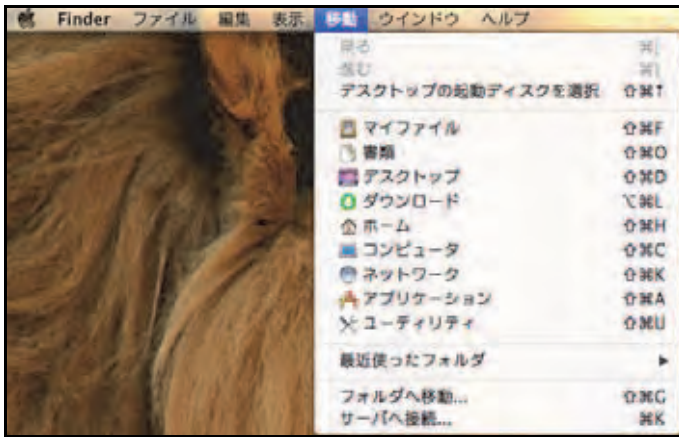 Finder ファイル 編集 表示 移動 ウインドウ ヘルプ
戻る ⌘[
進む ⌘]
デスクトップの起動ディスクを選択 ⇧⌘↑
マイファイル ⇧⌘F
書類 ⇧⌘O
デスクトップ ⇧⌘D
ダウンロード ⌥⌘L
ホーム ⇧⌘H
コンピュータ ⇧⌘C
ネットワーク ⇧⌘K
アプリケーション ⇧⌘A
ユーティリティ ⇧⌘U
最近使ったフォルダ ▶
フォルダへ移動... ⇧⌘G
サーバへ接続... ⌘K